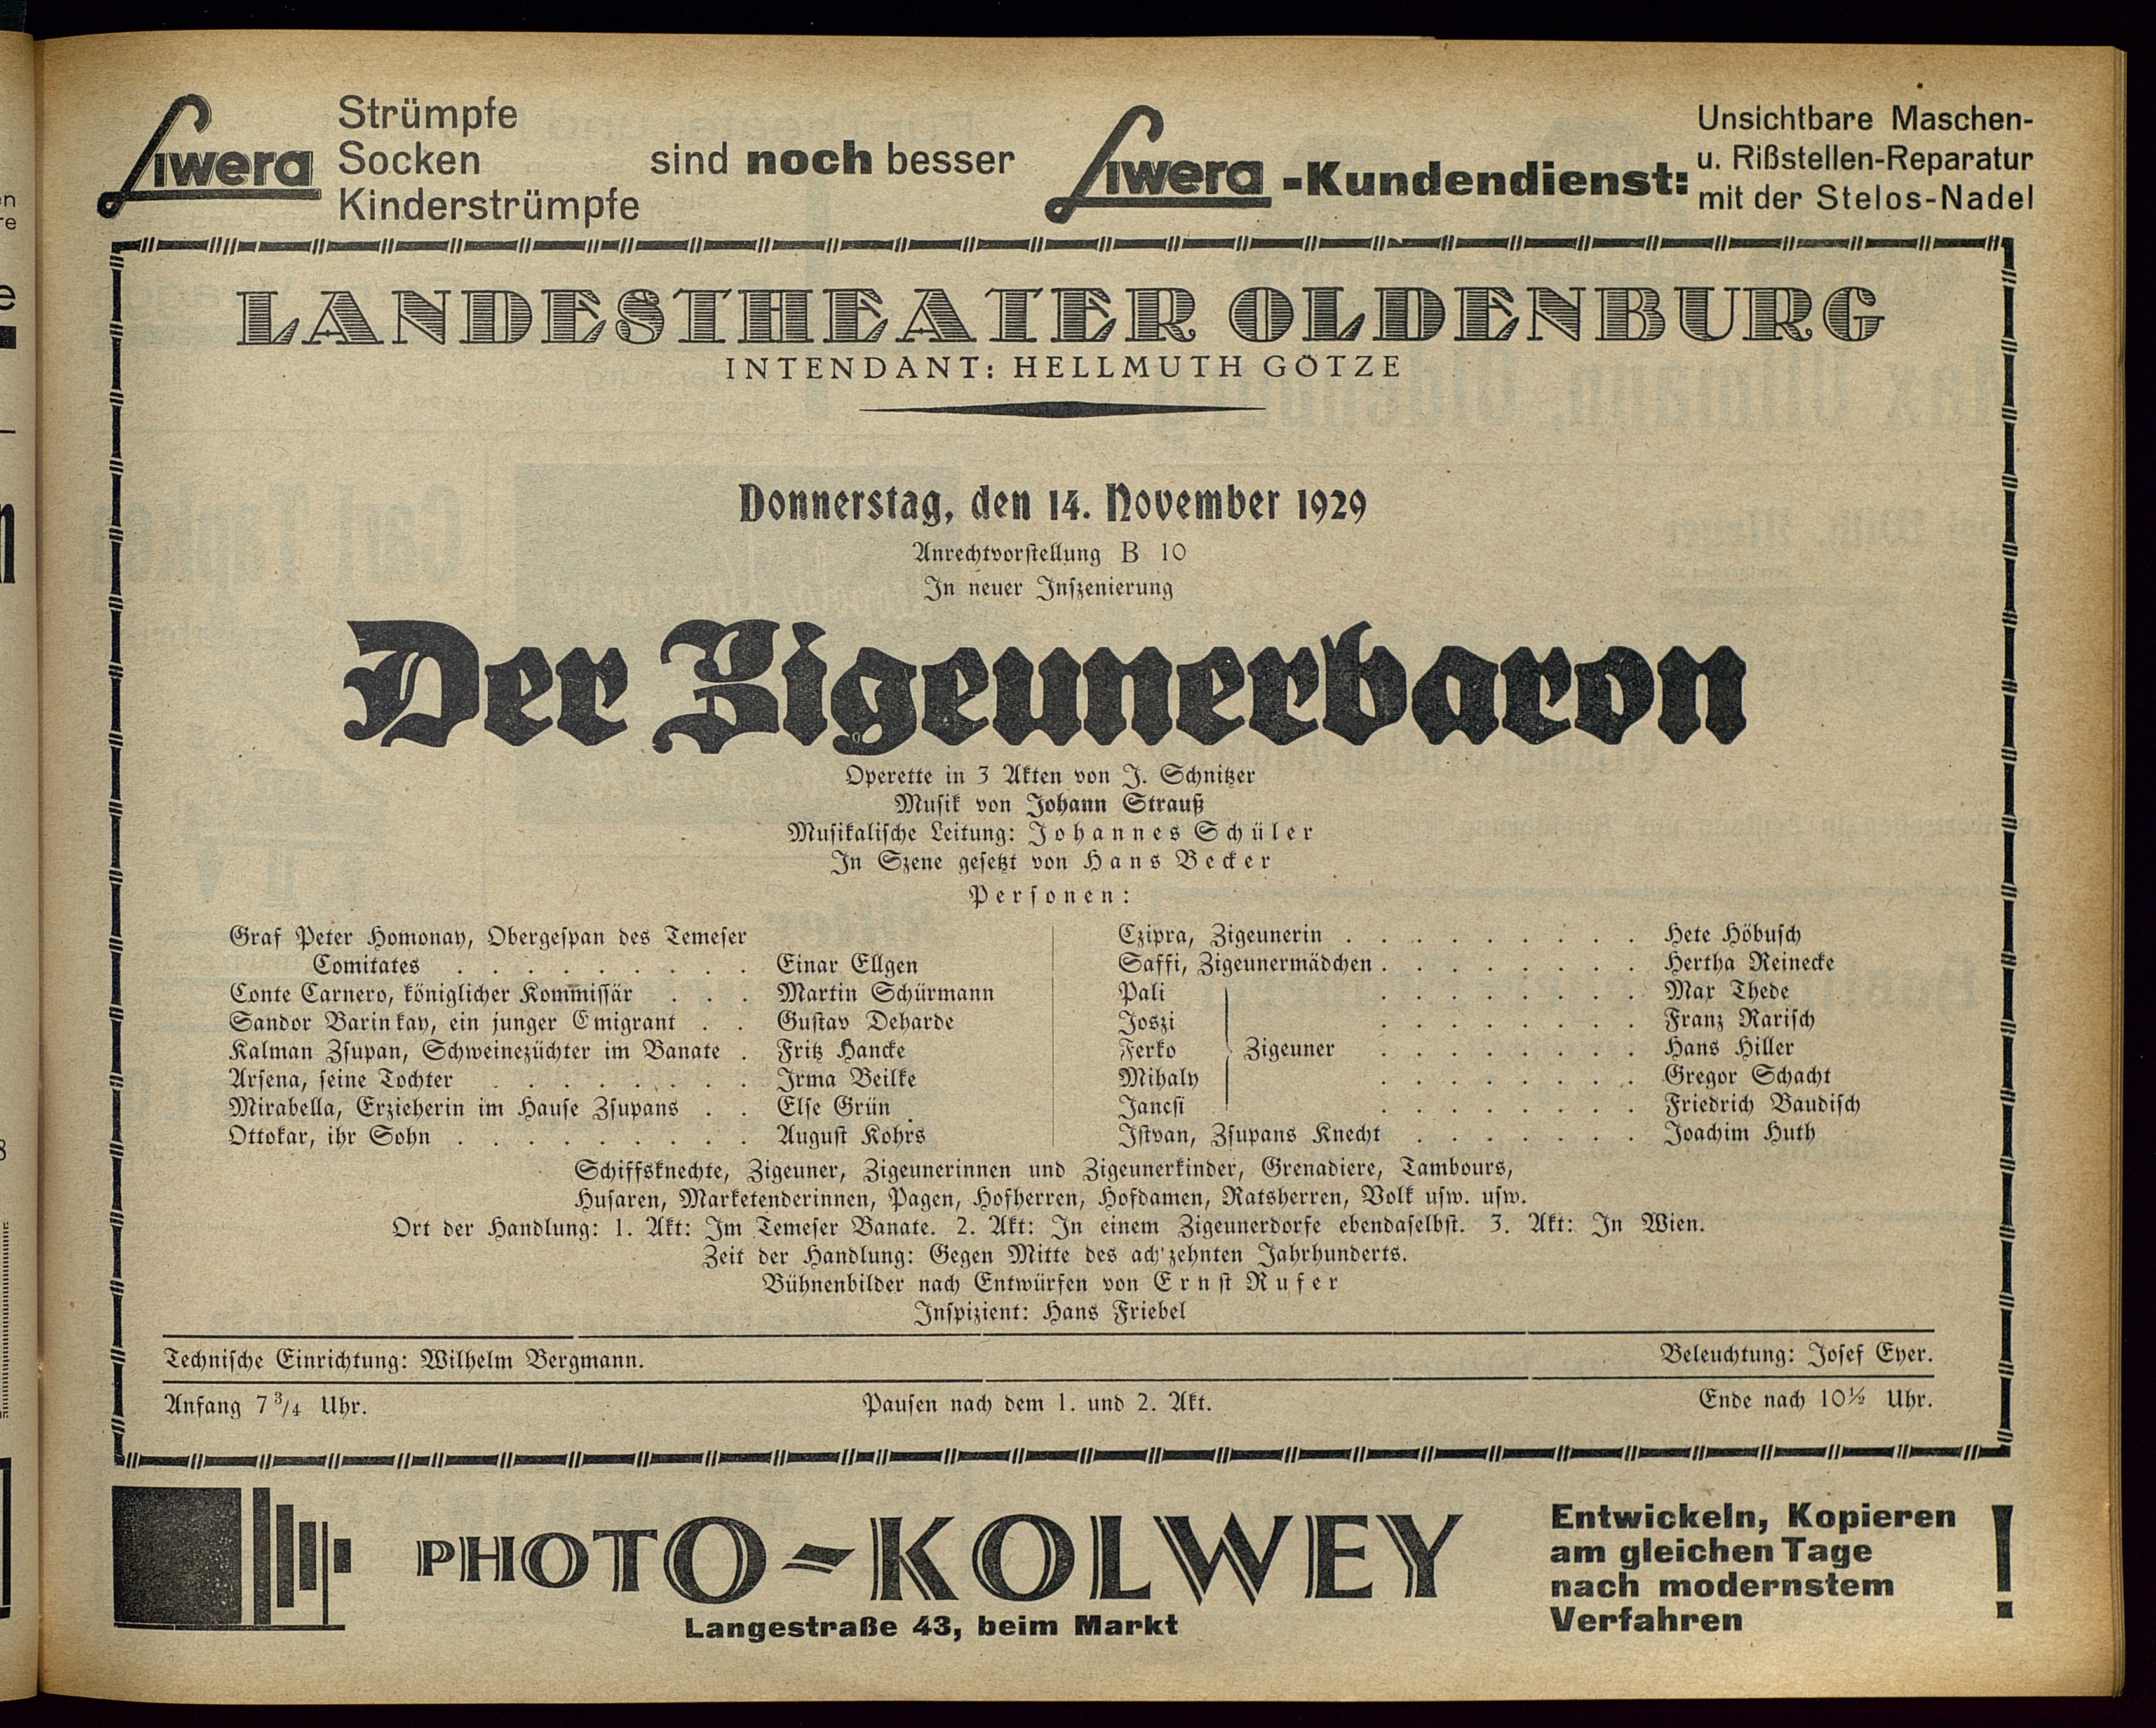 Liwera
Strümpfe
Socken
Kinderstrümpfe
sind noch besser
Liwera-Kundendienst:
Unsichtbare Maschen-
u. Rißstellen-Reparatur
mit der Stelos-Nadel
LANDESTHEATER OLDENBURG
INTENDANT: HELLMUTH GÖTZE
Donnerstag, den 14. November 1929
Anrechtvorstellung B 10
In neuer Inszenierung
Der Zigeunerbaron
Operette in 3 Akten von J. Schnitzer
Musik von Johann Strauß
Musikalische Leitung: Johannes Schüler
In Szene gesetzt von Hans Becker
Personen:
Graf Peter Homonay, Obergespan des Temeser
Comitates . . . . . . . . . Einar Ellgen
Conte Carnero, königlicher Kommissär . . . Martin Schürmann
Sandor Barinkay, ein junger Emigrant . . Gustav Deharde
Kalman Zsupan, Schweinezüchter im Banate . Fritz Hancke
Arsena, seine Tochter . . . . . . . . Irma Beilke
Mirabella, Erzieherin im Hause Zsupans . . Else Grün
Ottokar, ihr Sohn . . . . . . . . . August Kohrs
Czipra, Zigeunerin . . . . . . . . . Hete Höbusch
Saffi, Zigeunermädchen . . . . . . . . Hertha Reinecke
Pali . . . . . . . . Max Thede
Joszi . . . . . . . . Franz Rarisch
Ferko Zigeuner . . . . . . . . Hans Hiller
Mihaly . . . . . . . . Gregor Schacht
Jancsi . . . . . . . . Friedrich Baudisch
Istvan, Zsupans Knecht . . . . . . . Joachim Huth
Schiffsknechte, Zigeuner, Zigeunerinnen und Zigeunerkinder, Grenadiere, Tambours,
Husaren, Marketenderinnen, Pagen, Hofherren, Hofdamen, Ratsherren, Volk usw. usw.
Ort der Handlung: 1. Akt: Im Temeser Banate. 2. Akt: In einem Zigeunerdorfe ebendaselbst. 3. Akt: In Wien.
Zeit der Handlung: Gegen Mitte des achzehnten Jahrhunderts.
Bühnenbilder nach Entwürfen von Ernst Rufer
Inspizient: Hans Friebel
Technische Einrichtung: Wilhelm Bergmann. Beleuchtung: Josef Eyer.
Anfang 7 3/4 Uhr. Pausen nach dem 1. und 2. Akt. Ende nach 10½ Uhr.
PHOTO-KOLWEY
Langestraße 43, beim Markt
Entwickeln, Kopieren
am gleichen Tage
nach modernstem
Verfahren
!